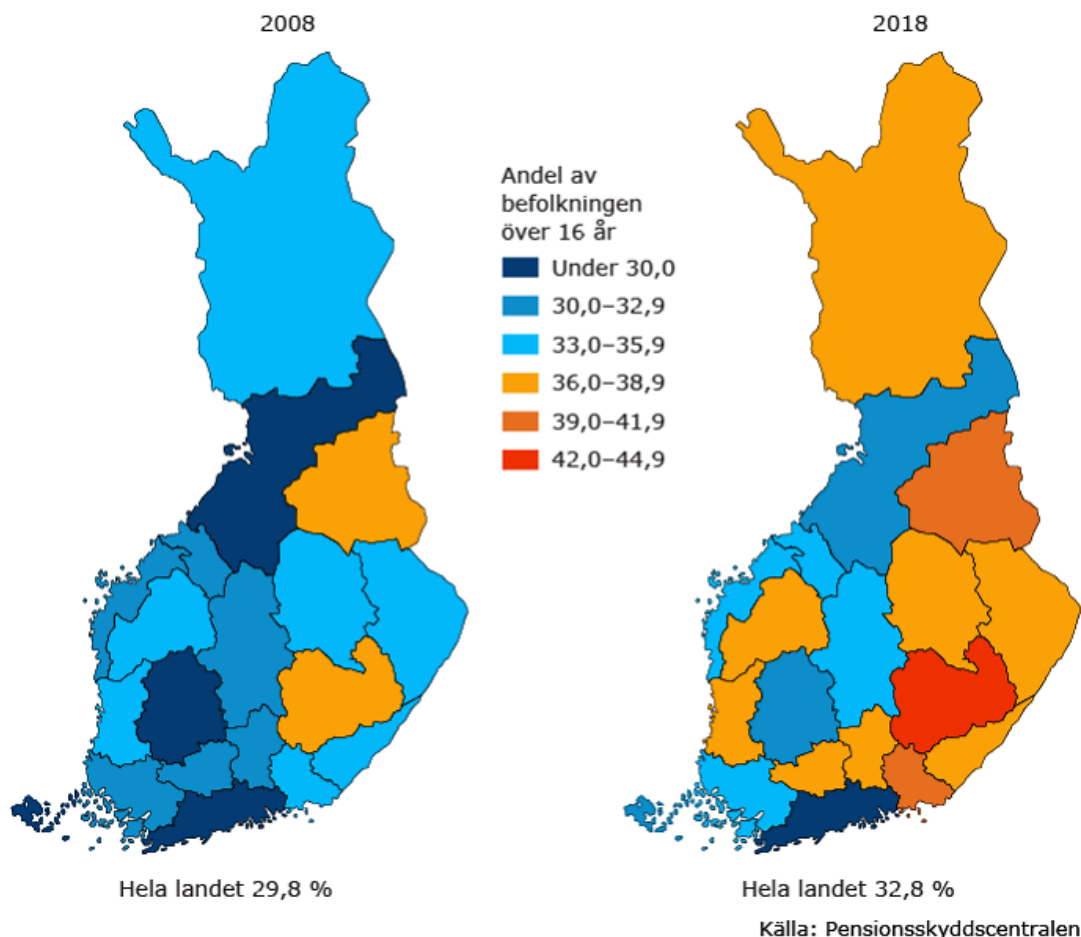 2008
2018
Andel av
befolkningen
över 16 år
Under 30,0
30,0–32,9
33,0–35,9
36,0–38,9
39,0–41,9
42,0–44,9
Hela landet 29,8 %
Hela landet 32,8 %
Källa: Pensionsskyddscentralen